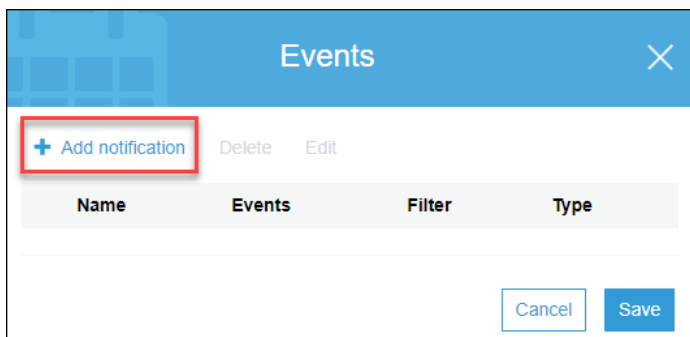 Events
Add notification Delete Edit
Name Events Filter Type
Cancel Save